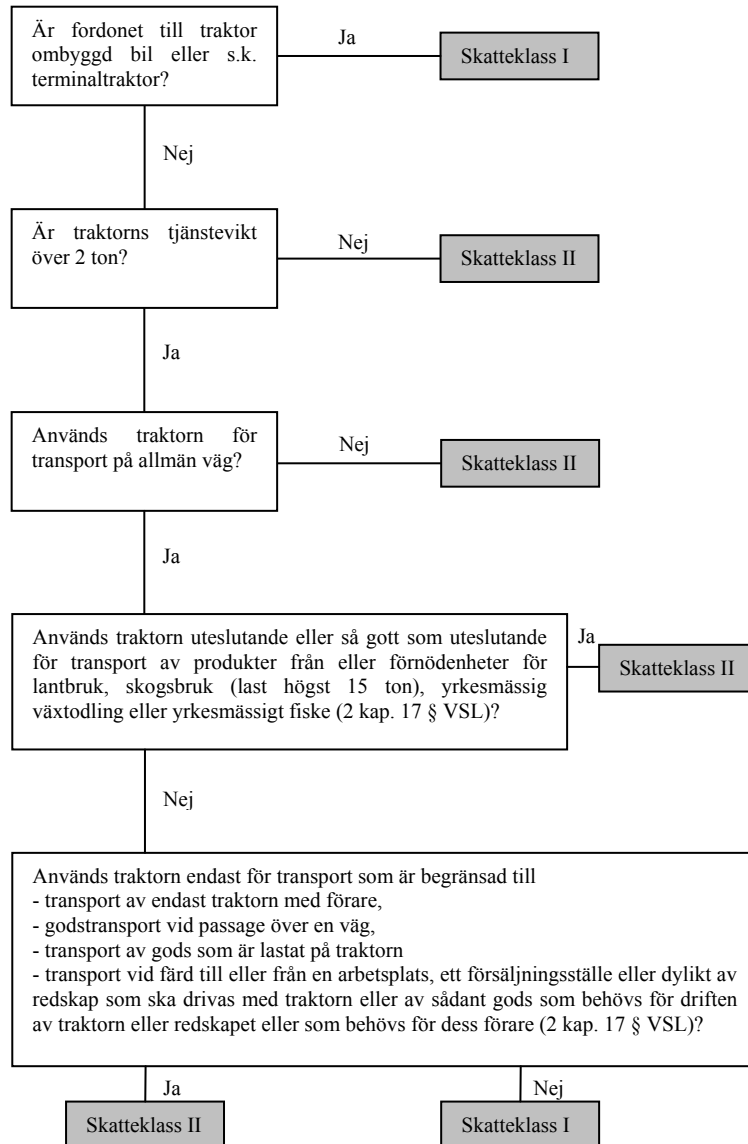 Är fordonet till traktor
ombyggd bil eller s.k.
terminaltraktor?
Ja
Skatteklass I
Nej
Är traktorns tjänstevikt
över 2 ton?
Nej
Skatteklass II
Ja
Används traktorn för
transport på allmän väg?
Nej
Skatteklass II
Ja
Används traktorn uteslutande eller så gott som uteslutande
för transport av produkter från eller förnödenheter för
lantbruk, skogsbruk (last högst 15 ton), yrkesmässig
växtodling eller yrkesmässigt fiske (2 kap. 17 § VSL)?
Ja
Skatteklass II
Nej
Används traktorn endast för transport som är begränsad till
- transport av endast traktorn med förare,
- godstransport vid passage över en väg,
- transport av gods som är lastat på traktorn
- transport vid färd till eller från en arbetsplats, ett försäljningsställe eller dylikt av
redskap som ska drivas med traktorn eller av sådant gods som behövs för driften
av traktorn eller redskapet eller som behövs för dess förare (2 kap. 17 § VSL)?
Ja
Nej
Skatteklass II
Skatteklass I